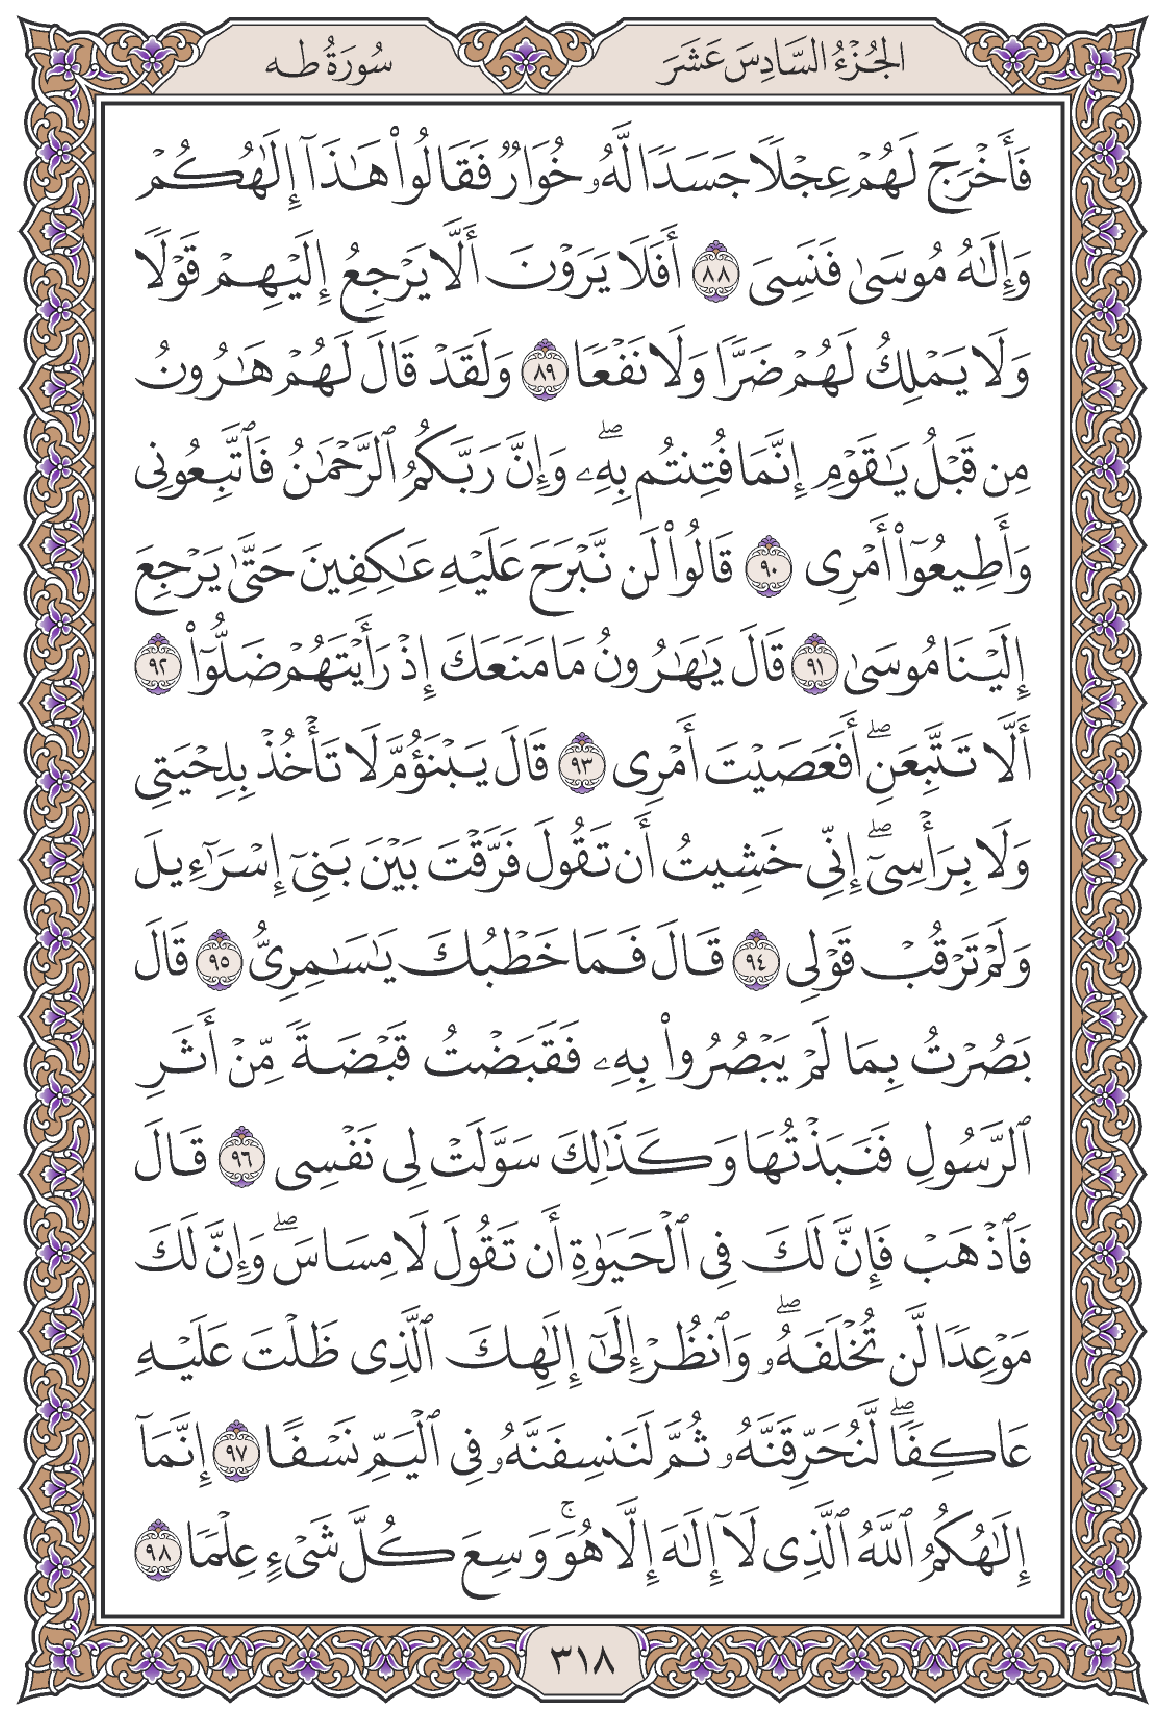 الجُزْءُ السَّادِسَ عَشَرَ
سُورَةُ طه
فَأَخْرَجَ لَهُمْ عِجْلًا جَسَدًا لَّهُۥ خُوَارٌ فَقَالُوا۟ هَـٰذَآ إِلَـٰهُكُمْ
وَإِلَـٰهُ مُوسَىٰ فَنَسِىَ ٨٨ أَفَلَا يَرَوْنَ أَلَّا يَرْجِعُ إِلَيْهِمْ قَوْلًا
وَلَا يَمْلِكُ لَهُمْ ضَرًّا وَلَا نَفْعًا ٨٩ وَلَقَدْ قَالَ لَهُمْ هَـٰرُونُ
مِن قَبْلُ يَـٰقَوْمِ إِنَّمَا فُتِنتُم بِهِۦ ۖ وَإِنَّ رَبَّكُمُ ٱلرَّحْمَـٰنُ فَٱتَّبِعُونِى
وَأَطِيعُوٓا۟ أَمْرِى ٩٠ قَالُوا۟ لَن نَّبْرَحَ عَلَيْهِ عَـٰكِفِينَ حَتَّىٰ يَرْجِعَ
إِلَيْنَا مُوسَىٰ ٩١ قَالَ يَـٰهَـٰرُونُ مَا مَنَعَكَ إِذْ رَأَيْتَهُمْ ضَلُّوٓا۟ ٩٢
أَلَّا تَتَّبِعَنِ ۖ أَفَعَصَيْتَ أَمْرِى ٩٣ قَالَ يَبْنَؤُمَّ لَا تَأْخُذْ بِلِحْيَتِى
وَلَا بِرَأْسِىٓ ۖ إِنِّى خَشِيتُ أَن تَقُولَ فَرَّقْتَ بَيْنَ بَنِىٓ إِسْرَٰٓءِيلَ
وَلَمْ تَرْقُبْ قَوْلِى ٩٤ قَالَ فَمَا خَطْبُكَ يَـٰسَـٰمِرِىُّ ٩٥ قَالَ
بَصُرْتُ بِمَا لَمْ يَبْصُرُوا۟ بِهِۦ فَقَبَضْتُ قَبْضَةً مِّنْ أَثَرِ
ٱلرَّسُولِ فَنَبَذْتُهَا وَكَذَٰلِكَ سَوَّلَتْ لِى نَفْسِى ٩٦ قَالَ
فَٱذْهَبْ فَإِنَّ لَكَ فِى ٱلْحَيَوٰةِ أَن تَقُولَ لَا مِسَاسَ ۖ وَإِنَّ لَكَ
مَوْعِدًا لَّن تُخْلَفَهُۥ ۖ وَٱنظُرْ إِلَىٰٓ إِلَـٰهِكَ ٱلَّذِى ظَلْتَ عَلَيْهِ
عَاكِفًا ۖ لَّنُحَرِّقَنَّهُۥ ثُمَّ لَنَنسِفَنَّهُۥ فِى ٱلْيَمِّ نَسْفًا ٩٧ إِنَّمَآ
إِلَـٰهُكُمُ ٱللَّهُ ٱلَّذِى لَآ إِلَـٰهَ إِلَّا هُوَ ۚ وَسِعَ كُلَّ شَىْءٍ عِلْمًا ٩٨
٣١٨